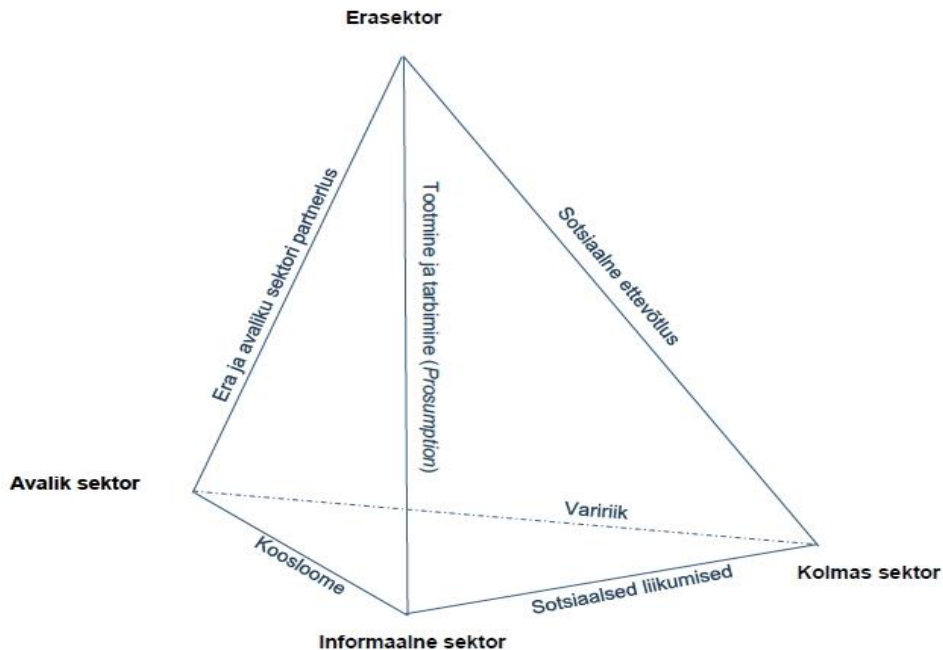 Erasektor
Era ja avaliku sektori partnerlus
Tootmine ja tarbimine (Prosumption)
Sotsiaalne ettevõtlus
Avalik sektor
Variriik
Koosloome
Sotsiaalsed liikumised
Kolmas sektor
Informaalne sektor